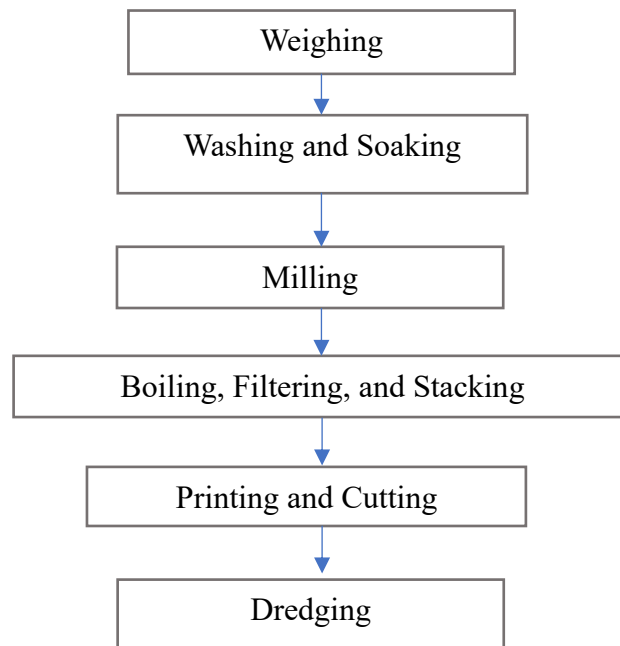 Weighing
Washing and Soaking
Milling
Boiling, Filtering, and Stacking
Printing and Cutting
Dredging